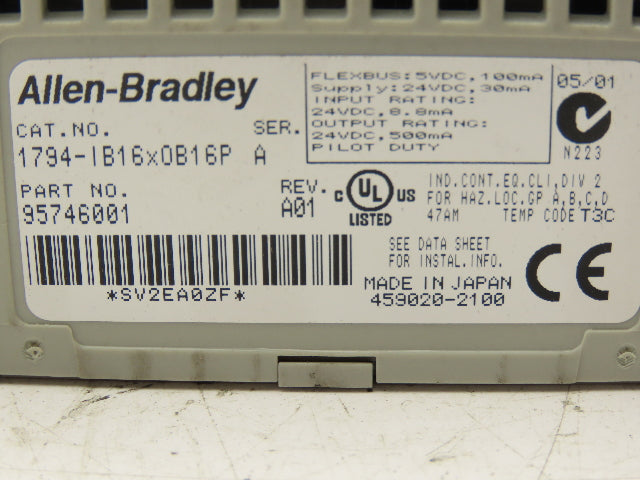 Allen-Bradley
CAT.NO. SER.
1794-IB16xOB16P A
PART NO. REV.
95746001 A01
FLEXBUS: 5VDC, 100mA
Supply: 24VDC, 30mA
INPUT RATING:
24VDC, 8.8mA
OUTPUT RATING:
24VDC, 500mA
PILOT DUTY
05/01
N223
C UL US
LISTED
IND.CONT.EQ.CLI,DIV 2
FOR HAZ.LOC.GP A,B,C,D
47AM TEMP CODE T3C
*SV2EA0ZF*
SEE DATA SHEET
FOR INSTAL.INFO.
MADE IN JAPAN
459020-2100
CE